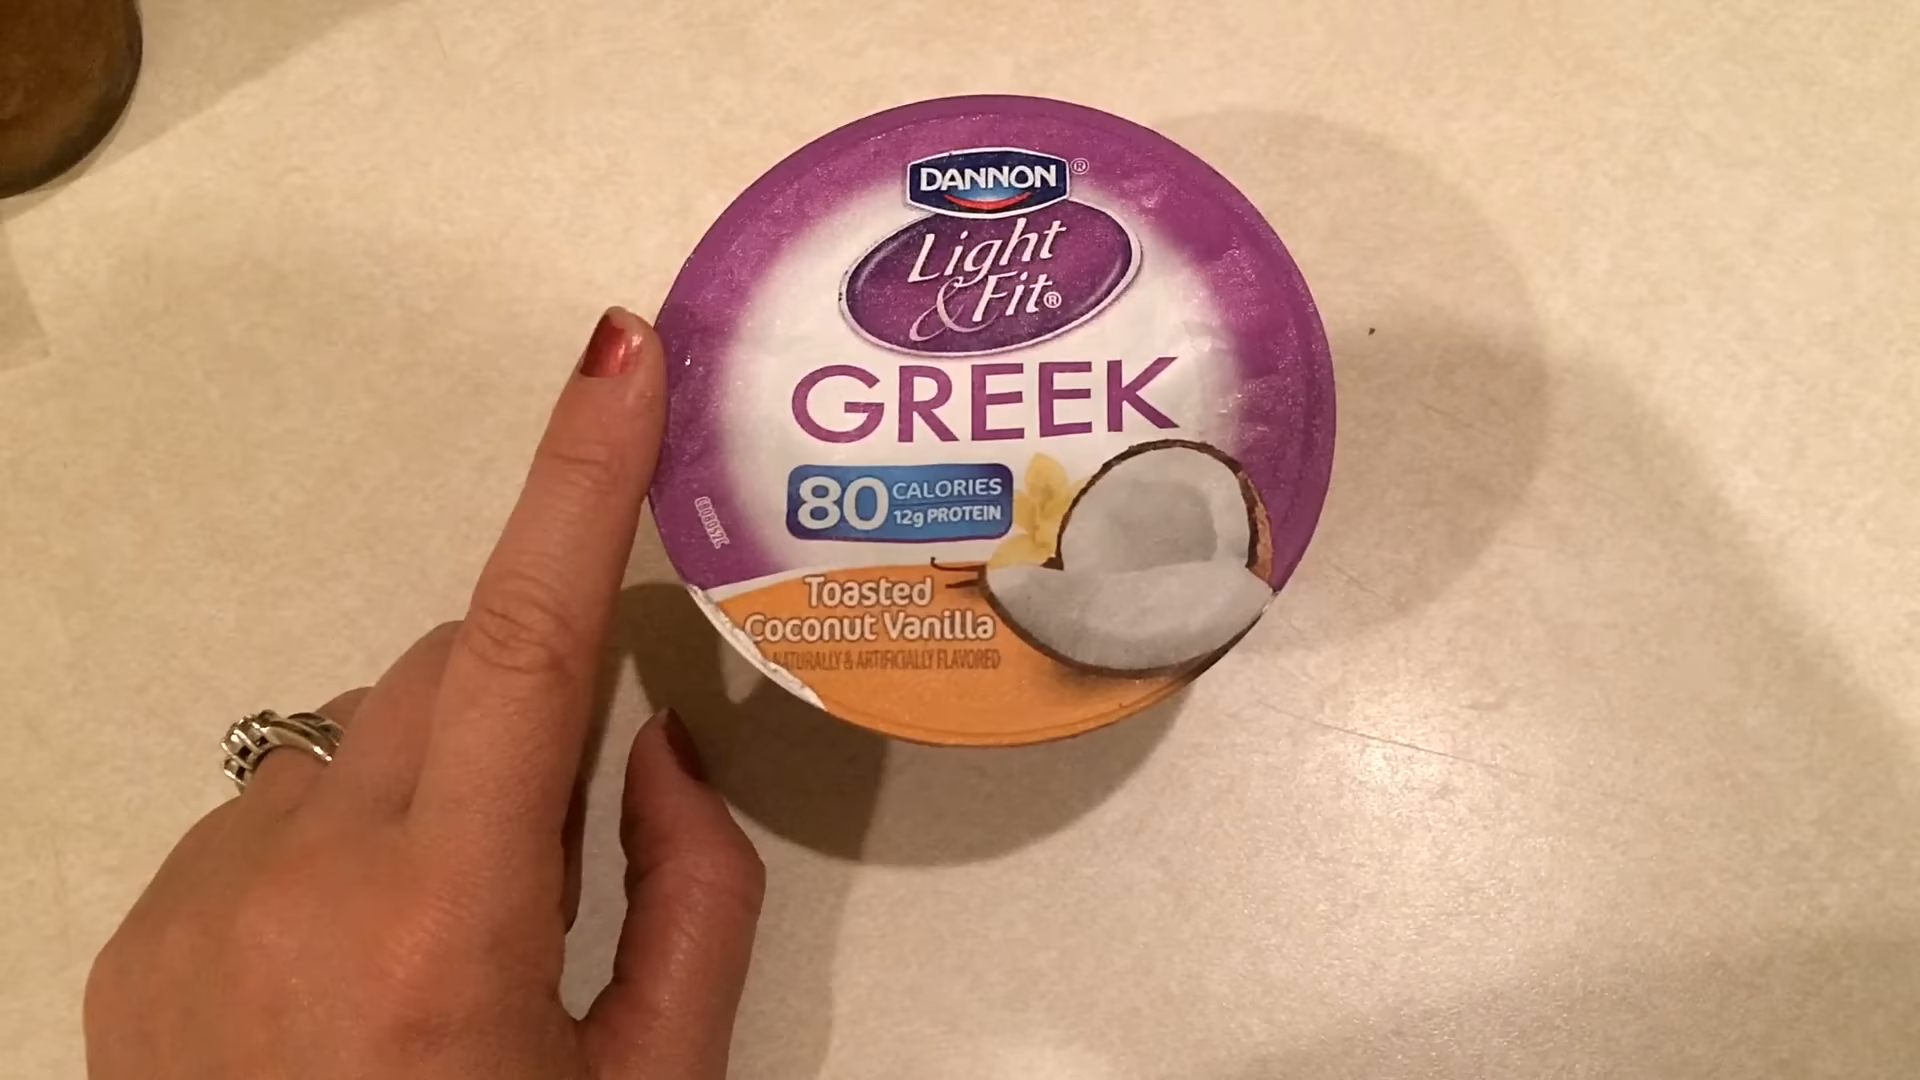 DANNON®
Light
& Fit®
GREEK
80 CALORIES
12g PROTEIN
Toasted
Coconut Vanilla
NATURALLY & ARTIFICIALLY FLAVORED